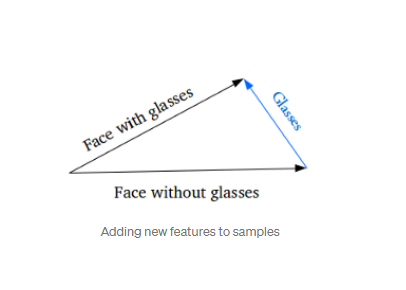 Face with glasses
Glasses
Face without glasses
Adding new features to samples